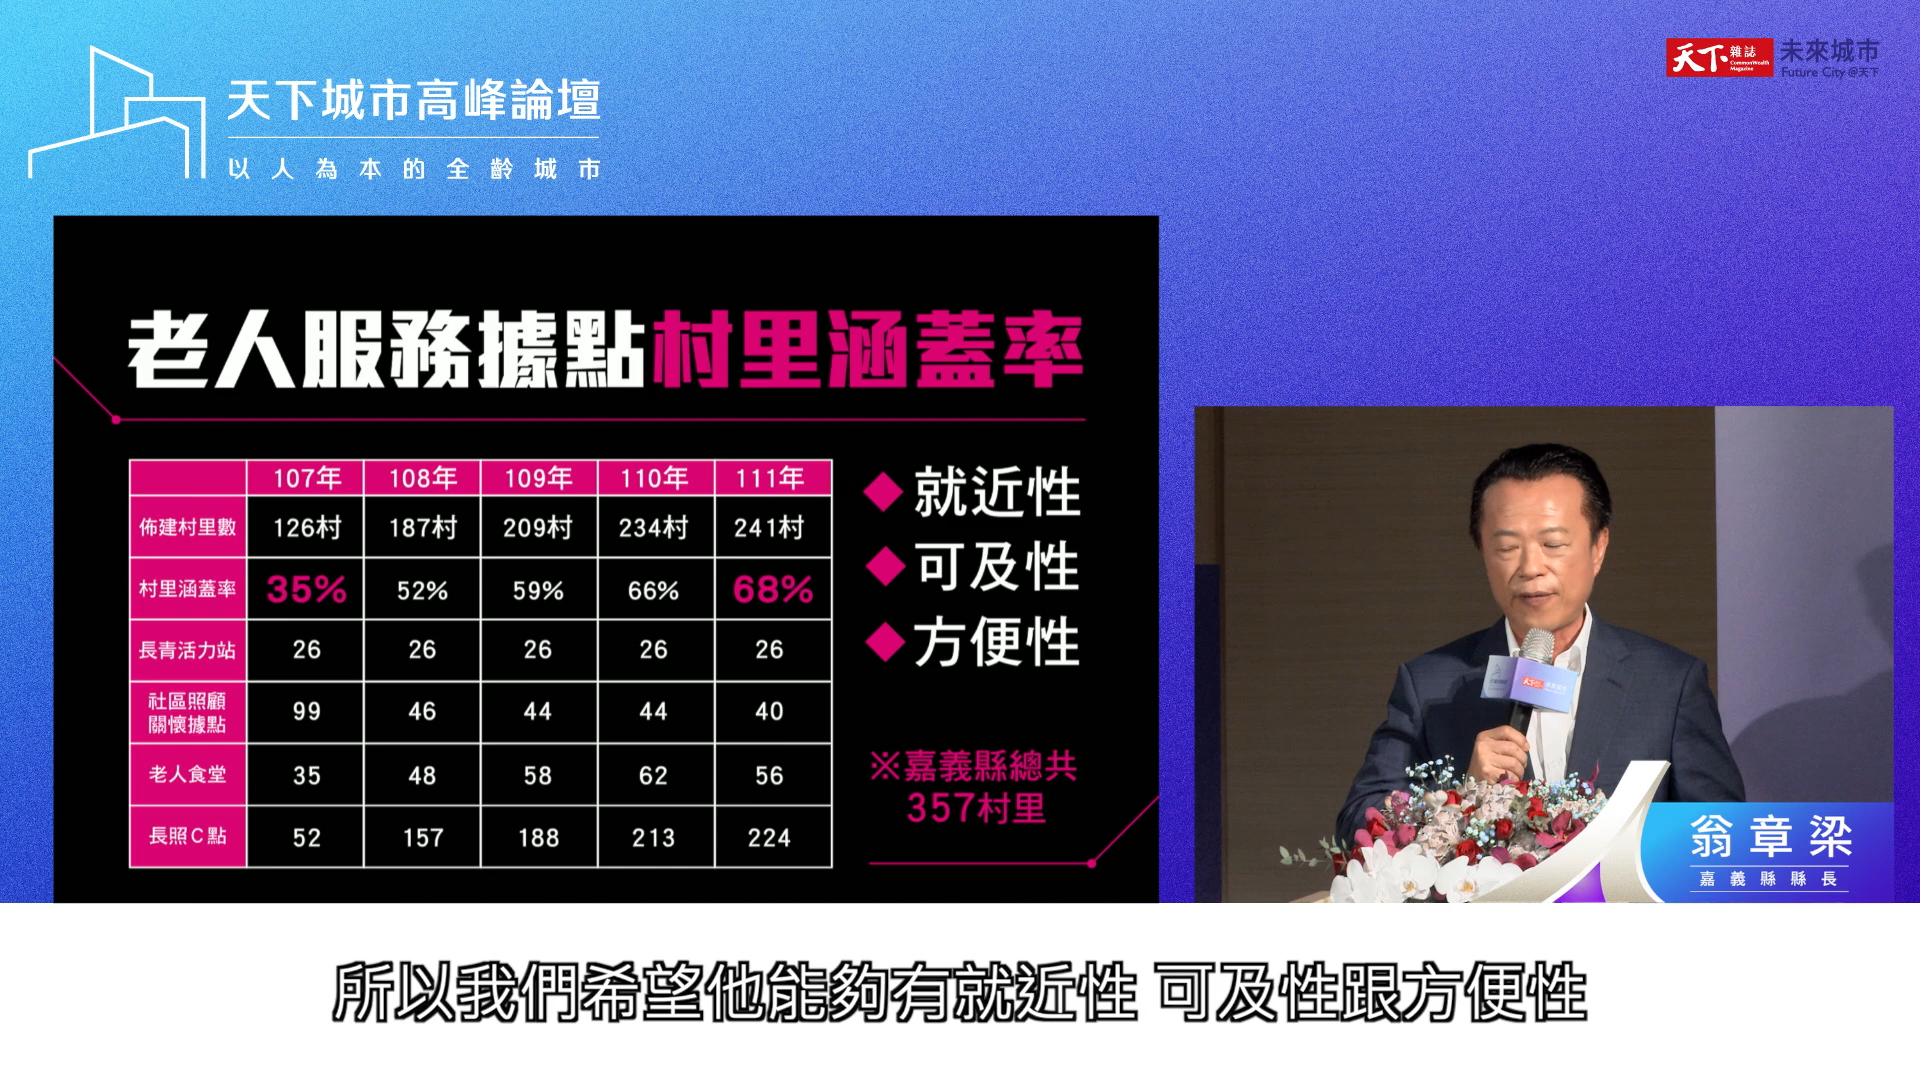 天下城市高峰論壇
以人為本的全齡城市
天下 雜誌 CommonWealth Magazine
未來城市
Future City @天下
老人服務據點村里涵蓋率
107年 108年 109年 110年 111年
佈建村里數 126村 187村 209村 234村 241村
村里涵蓋率 35% 52% 59% 66% 68%
長青活力站 26 26 26 26 26
社區照顧
關懷據點 99 46 44 44 40
老人食堂 35 48 58 62 56
長照C點 52 157 188 213 224
就近性
可及性
方便性
※嘉義縣總共
357村里
天下
翁章梁
嘉義縣縣長
所以我們希望他能夠有就近性 可及性跟方便性